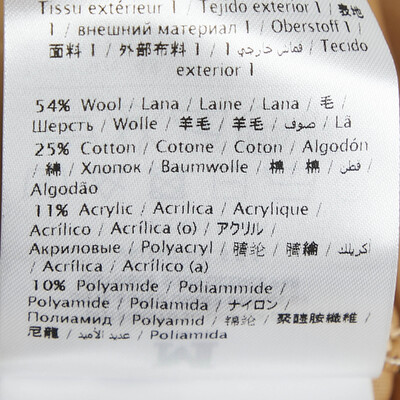 Tissu extérieur 1 / Tejido exterior 1 / 表地
1 / внешний материал 1 / Oberstoff 1 /
面料 1 / 外部布料 1 / قماش خارجي 1 / Tecido
exterior 1
54% Wool / Lana / Laine / Lana / 毛 /
Шерсть / Wolle / 羊毛 / 羊毛 / صوف / Lã
25% Cotton / Cotone / Coton / Algodón
/ 綿 / Хлопок / Baumwolle / 棉 / 棉 / قطن /
Algodão
11% Acrylic / Acrilica / Acrylique /
Acrílico / Acrílica (o) / アクリル /
Акриловые / Polyacryl / 腈纶 / 腈綸 / اكريلك
/ Acrílica / Acrílico (a)
10% Polyamide / Poliammide /
Polyamide / Poliamida / ナイロン /
Полиамид / Polyamid / 锦纶 / 聚醯胺纖維 /
尼龍 / عديد الأميد / Poliamida